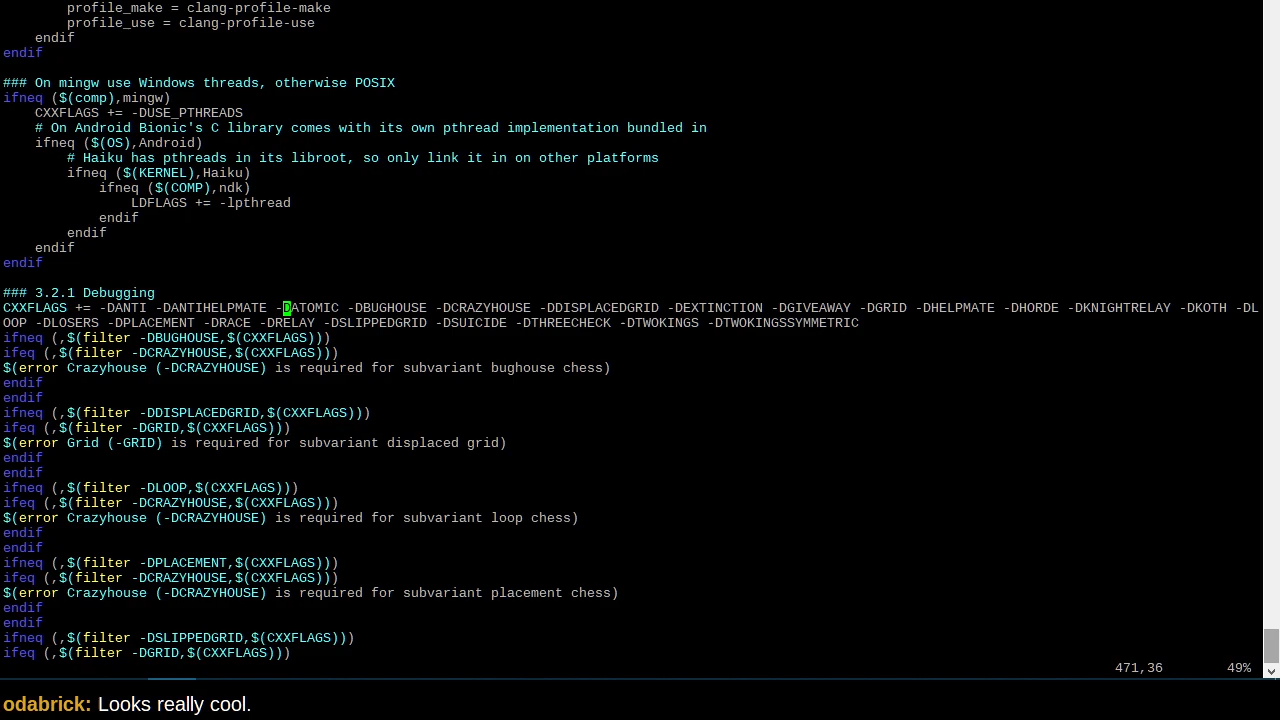 profile_make = clang-profile-make
profile_use = clang-profile-use
endif
endif
### On mingw use Windows threads, otherwise POSIX
ifneq ($(comp),mingw)
CXXFLAGS += -DUSE_PTHREADS
# On Android Bionic's C library comes with its own pthread implementation bundled in
ifneq ($(OS),Android)
# Haiku has pthreads in its libroot, so only link it in on other platforms
ifneq ($(KERNEL),Haiku)
ifneq ($(COMP),ndk)
LDFLAGS += -lpthread
endif
endif
endif
endif
### 3.2.1 Debugging
CXXFLAGS += -DANTI -DANTIHELPMATE -DATOMIC -DBUGHOUSE -DCRAZYHOUSE -DDISPLACEDGRID -DEXTINCTION -DGIVEAWAY -DGRID -DHELPMATE -DHORDE -DKNIGHTRELAY -DKOTH -DL
OOP -DLOSERS -DPLACEMENT -DRACE -DRELAY -DSLIPPEDGRID -DSUICIDE -DTHREECHECK -DTWOKINGS -DTWOKINGSSYMMETRIC
ifneq (,$(filter -DBUGHOUSE,$(CXXFLAGS)))
ifeq (,$(filter -DCRAZYHOUSE,$(CXXFLAGS)))
$(error Crazyhouse (-DCRAZYHOUSE) is required for subvariant bughouse chess)
endif
endif
ifneq (,$(filter -DDISPLACEDGRID,$(CXXFLAGS)))
ifeq (,$(filter -DGRID,$(CXXFLAGS)))
$(error Grid (-GRID) is required for subvariant displaced grid)
endif
endif
ifneq (,$(filter -DLOOP,$(CXXFLAGS)))
ifeq (,$(filter -DCRAZYHOUSE,$(CXXFLAGS)))
$(error Crazyhouse (-DCRAZYHOUSE) is required for subvariant loop chess)
endif
endif
ifneq (,$(filter -DPLACEMENT,$(CXXFLAGS)))
ifeq (,$(filter -DCRAZYHOUSE,$(CXXFLAGS)))
$(error Crazyhouse (-DCRAZYHOUSE) is required for subvariant placement chess)
endif
endif
ifneq (,$(filter -DSLIPPEDGRID,$(CXXFLAGS)))
ifeq (,$(filter -DGRID,$(CXXFLAGS)))
471,36 49%
odabrick: Looks really cool.